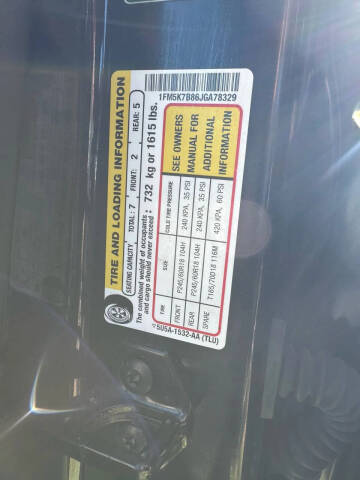 1FM5K7B86JGA78329
TIRE AND LOADING INFORMATION
SEATING CAPACITY TOTAL: 7 FRONT: 2 REAR: 5
The combined weight of occupants and cargo should never exceed: 732 kg or 1615 lbs.
TIRE SIZE COLD TIRE PRESSURE
FRONT P245/60R18 104H 240 KPA, 35 PSI
REAR P245/60R18 104H 240 KPA, 35 PSI
SPARE T165/70D18 116M 420 KPA, 60 PSI
SEE OWNERS
MANUAL FOR
ADDITIONAL
INFORMATION
5U5A-1532-AA (TLU)